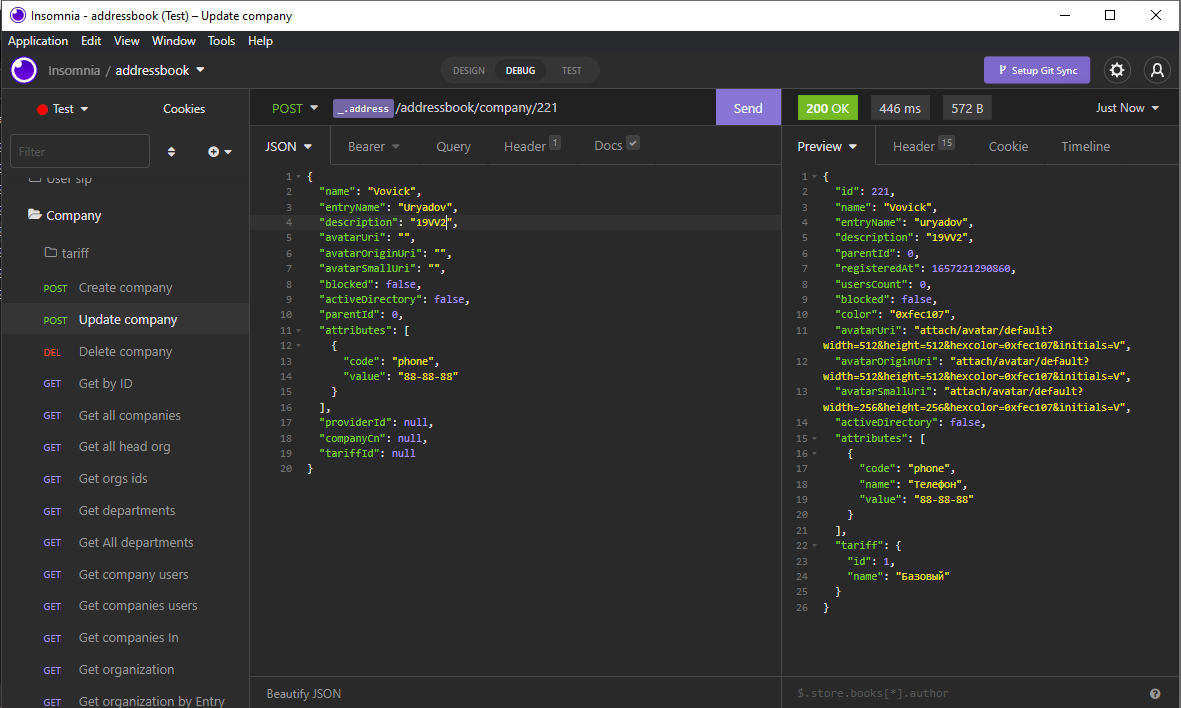 Insomnia - addressbook (Test) – Update company
Application Edit View Window Tools Help
Insomnia / addressbook
DESIGN DEBUG TEST
Setup Git Sync
Test Cookies
Filter
User sip
Company
tariff
POST Create company
POST Update company
DEL Delete company
GET Get by ID
GET Get all companies
GET Get all head org
GET Get orgs ids
GET Get departments
GET Get All departments
GET Get company users
GET Get companies users
GET Get companies In
GET Get organization
GET Get organization by Entry
POST _.address /addressbook/company/221 Send
JSON Bearer Query Header 1 Docs
1 {
2 "name": "Vovick",
3 "entryName": "Uryadov",
4 "description": "19VV2",
5 "avatarUri": "",
6 "avatarOriginUri": "",
7 "avatarSmallUri": "",
8 "blocked": false,
9 "activeDirectory": false,
10 "parentId": 0,
11 "attributes": [
12 {
13 "code": "phone",
14 "value": "88-88-88"
15 }
16 ],
17 "providerId": null,
18 "companyCn": null,
19 "tariffId": null
20 }
Beautify JSON
200 OK 446 ms 572 B Just Now
Preview Header 15 Cookie Timeline
1 {
2 "id": 221,
3 "name": "Vovick",
4 "entryName": "uryadov",
5 "description": "19VV2",
6 "parentId": 0,
7 "registeredAt": 1657221290860,
8 "usersCount": 0,
9 "blocked": false,
10 "color": "0xfec107",
11 "avatarUri": "attach/avatar/default?
width=512&height=512&hexcolor=0xfec107&initials=V",
12 "avatarOriginUri": "attach/avatar/default?
width=512&height=512&hexcolor=0xfec107&initials=V",
13 "avatarSmallUri": "attach/avatar/default?
width=256&height=256&hexcolor=0xfec107&initials=V",
14 "activeDirectory": false,
15 "attributes": [
16 {
17 "code": "phone",
18 "name": "Телефон",
19 "value": "88-88-88"
20 }
21 ],
22 "tariff": {
23 "id": 1,
24 "name": "Базовый"
25 }
26 }
$.store.books[*].author